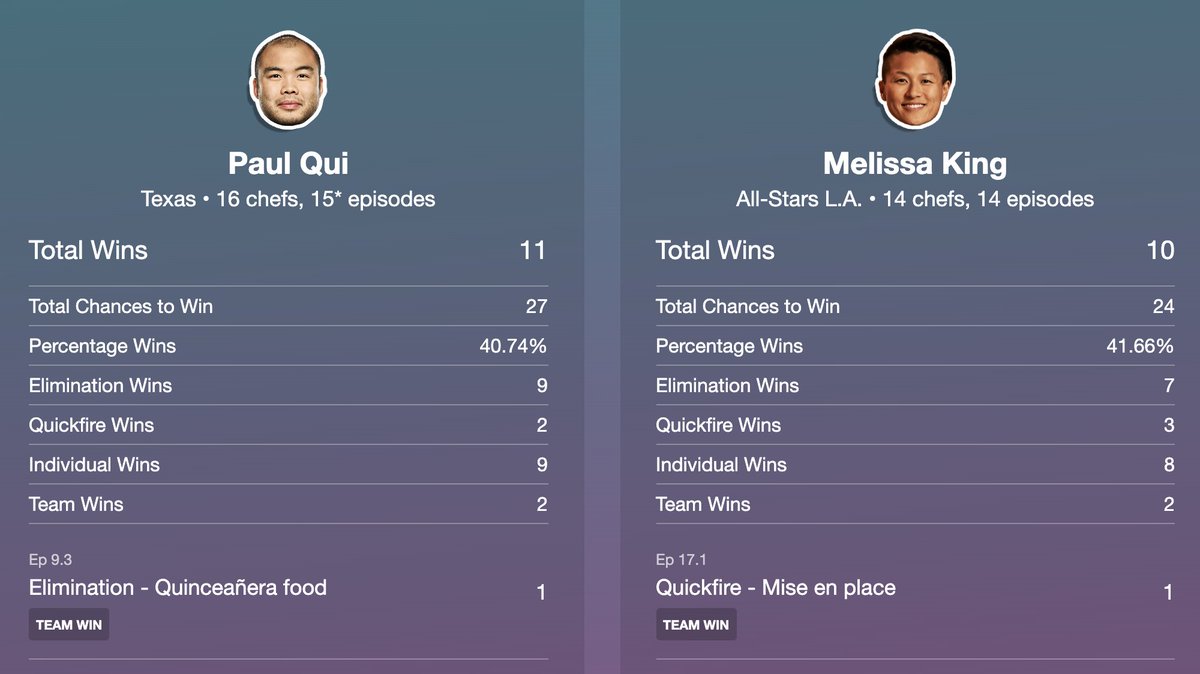 Paul Qui
Texas • 16 chefs, 15* episodes
Total Wins 11
Total Chances to Win 27
Percentage Wins 40.74%
Elimination Wins 9
Quickfire Wins 2
Individual Wins 9
Team Wins 2
Ep 9.3
Elimination - Quinceañera food 1
TEAM WIN
Melissa King
All-Stars L.A. • 14 chefs, 14 episodes
Total Wins 10
Total Chances to Win 24
Percentage Wins 41.66%
Elimination Wins 7
Quickfire Wins 3
Individual Wins 8
Team Wins 2
Ep 17.1
Quickfire - Mise en place 1
TEAM WIN